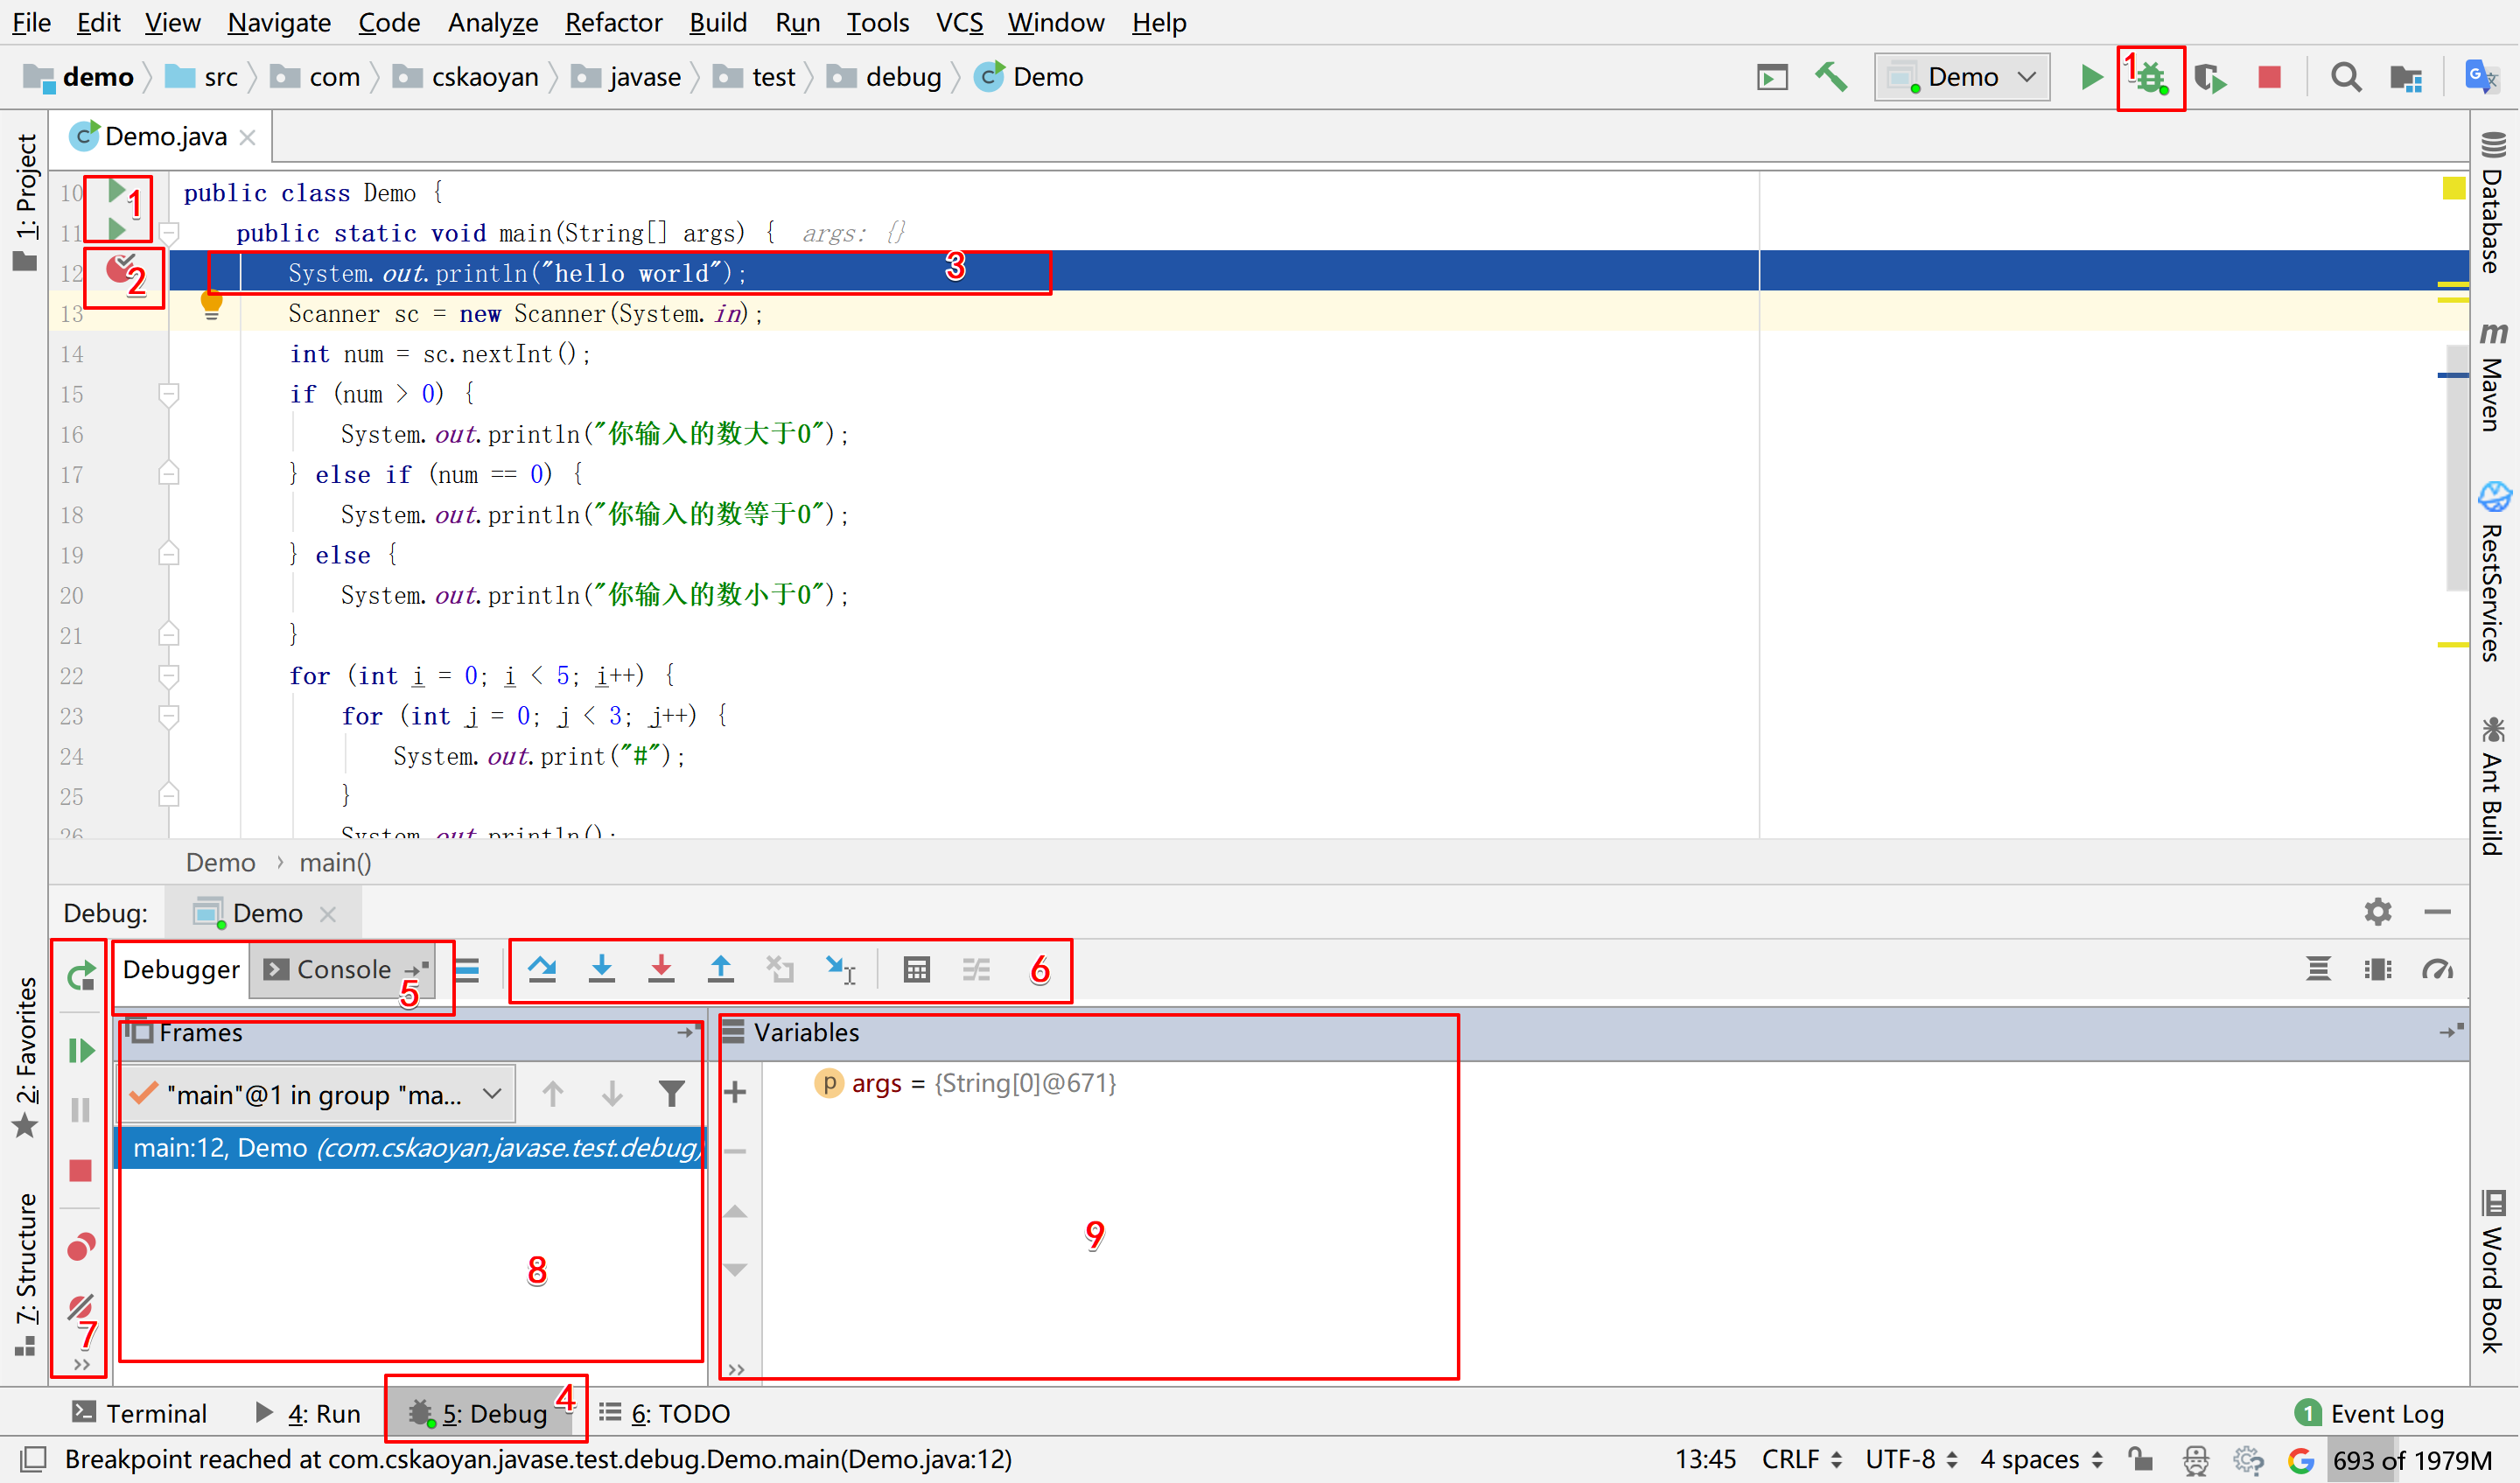 File Edit View Navigate Code Analyze Refactor Build Run Tools VCS Window Help
demo src com cskaoyan javase test debug Demo Demo 1
Demo.java
10 1 public class Demo {
11 public static void main(String[] args) { args: {}
12 2 System.out.println("hello world"); 3
13 Scanner sc = new Scanner(System.in);
14 int num = sc.nextInt();
15 if (num > 0) {
16 System.out.println("你输入的数大于0");
17 } else if (num == 0) {
18 System.out.println("你输入的数等于0");
19 } else {
20 System.out.println("你输入的数小于0");
21 }
22 for (int i = 0; i < 5; i++) {
23 for (int j = 0; j < 3; j++) {
24 System.out.print("#");
25 }
26 System.out.println();
Demo › main()
1: Project
2: Favorites
7: Structure
Database
Maven
RestServices
Ant Build
Word Book
Debug: Demo
Debugger Console 5 6
Frames
Variables
"main"@1 in group "ma...
p args = {String[0]@671}
main:12, Demo (com.cskaoyan.javase.test.debug)
7
8
9
Terminal 4: Run 5: Debug 4 6: TODO 1 Event Log
Breakpoint reached at com.cskaoyan.javase.test.debug.Demo.main(Demo.java:12) 13:45 CRLF UTF-8 4 spaces 693 of 1979M